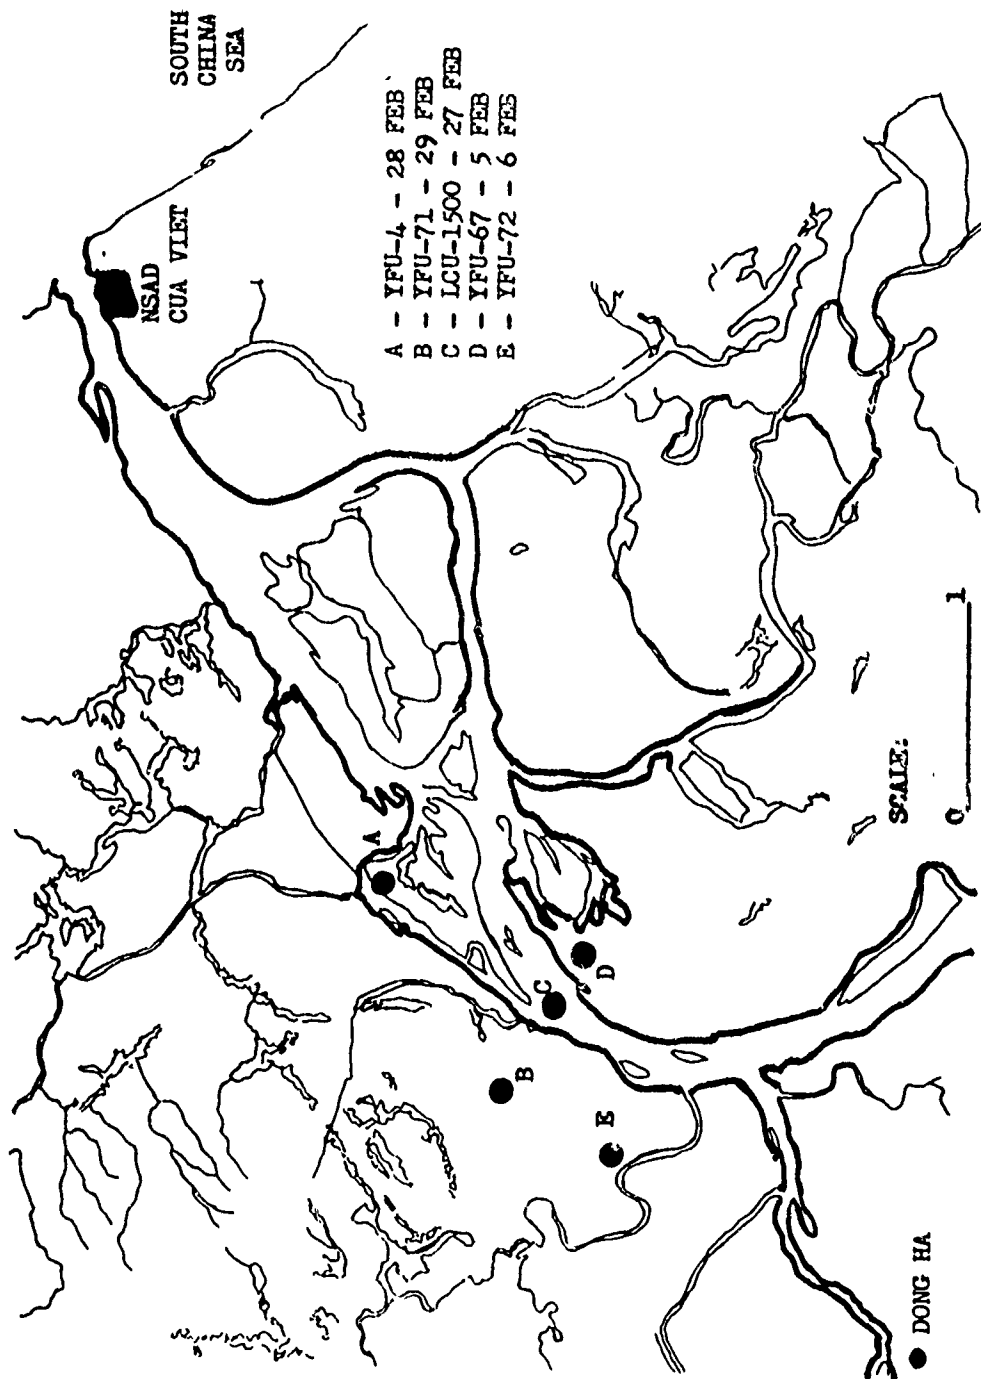 SOUTH
CHINA
SEA
NSAD
CUA VIET
A - YFU-4 - 28 FEB
B - YFU-71 - 29 FEB
C - LCU-1500 - 27 FEB
D - YFU-67 - 5 FEB
E - YFU-72 - 6 FEB
A
B
C
D
E
DONG HA
SCALE:
0 1